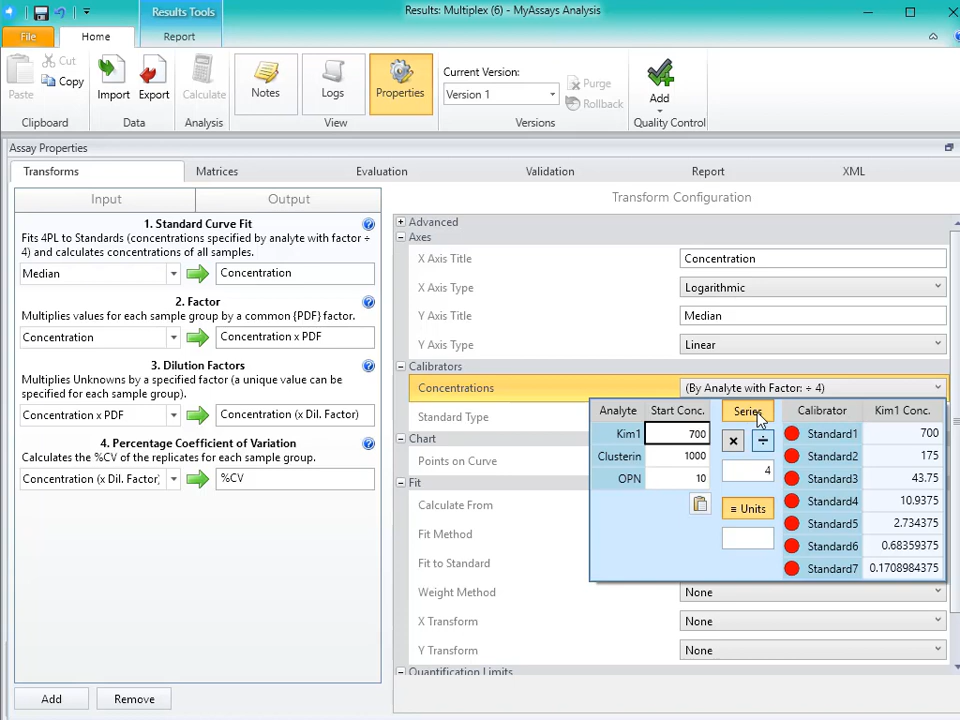 Results Tools
Results: Multiplex (6) - MyAssays Analysis
File
Home
Report
Paste
Cut
Copy
Clipboard
Import
Export
Data
Calculate
Analysis
Notes
Logs
Properties
View
Current Version:
Version 1
Purge
Rollback
Versions
Add
Quality Control
Assay Properties
Transforms
Matrices
Evaluation
Validation
Report
XML
Input
Output
1. Standard Curve Fit
Fits 4PL to Standards (concentrations specified by analyte with factor ÷
4) and calculates concentrations of all samples.
Median
Concentration
2. Factor
Multiplies values for each sample group by a common {PDF} factor.
Concentration
Concentration x PDF
3. Dilution Factors
Multiplies Unknowns by a specified factor (a unique value can be
specified for each sample group).
Concentration x PDF
Concentration (x Dil. Factor)
4. Percentage Coefficient of Variation
Calculates the %CV of the replicates for each sample group.
Concentration (x Dil. Factor)
%CV
Add
Remove
Transform Configuration
Advanced
Axes
X Axis Title
Concentration
X Axis Type
Logarithmic
Y Axis Title
Median
Y Axis Type
Linear
Calibrators
Concentrations
(By Analyte with Factor: ÷ 4)
Standard Type
Chart
Points on Curve
Fit
Calculate From
Fit Method
Fit to Standard
Weight Method
None
X Transform
None
Y Transform
None
Quantification Limits
Analyte
Start Conc.
Kim1
700
Clusterin
1000
OPN
10
Series
×
÷
4
≡ Units
Calibrator
Kim1 Conc.
Standard1
700
Standard2
175
Standard3
43.75
Standard4
10.9375
Standard5
2.734375
Standard6
0.68359375
Standard7
0.1708984375